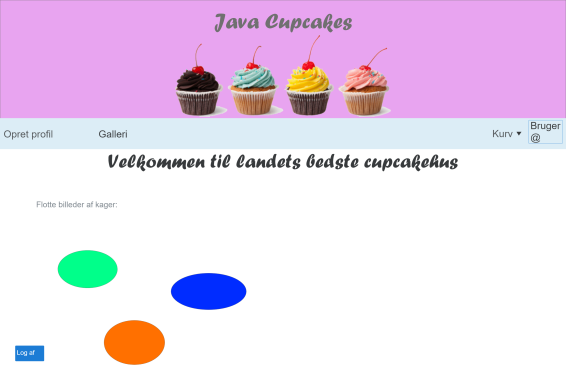 Java Cupcakes
Opret profil
Galleri
Kurv
Bruger
@
Velkommen til landets bedste cupcakehus
Flotte billeder af kager:
Log af